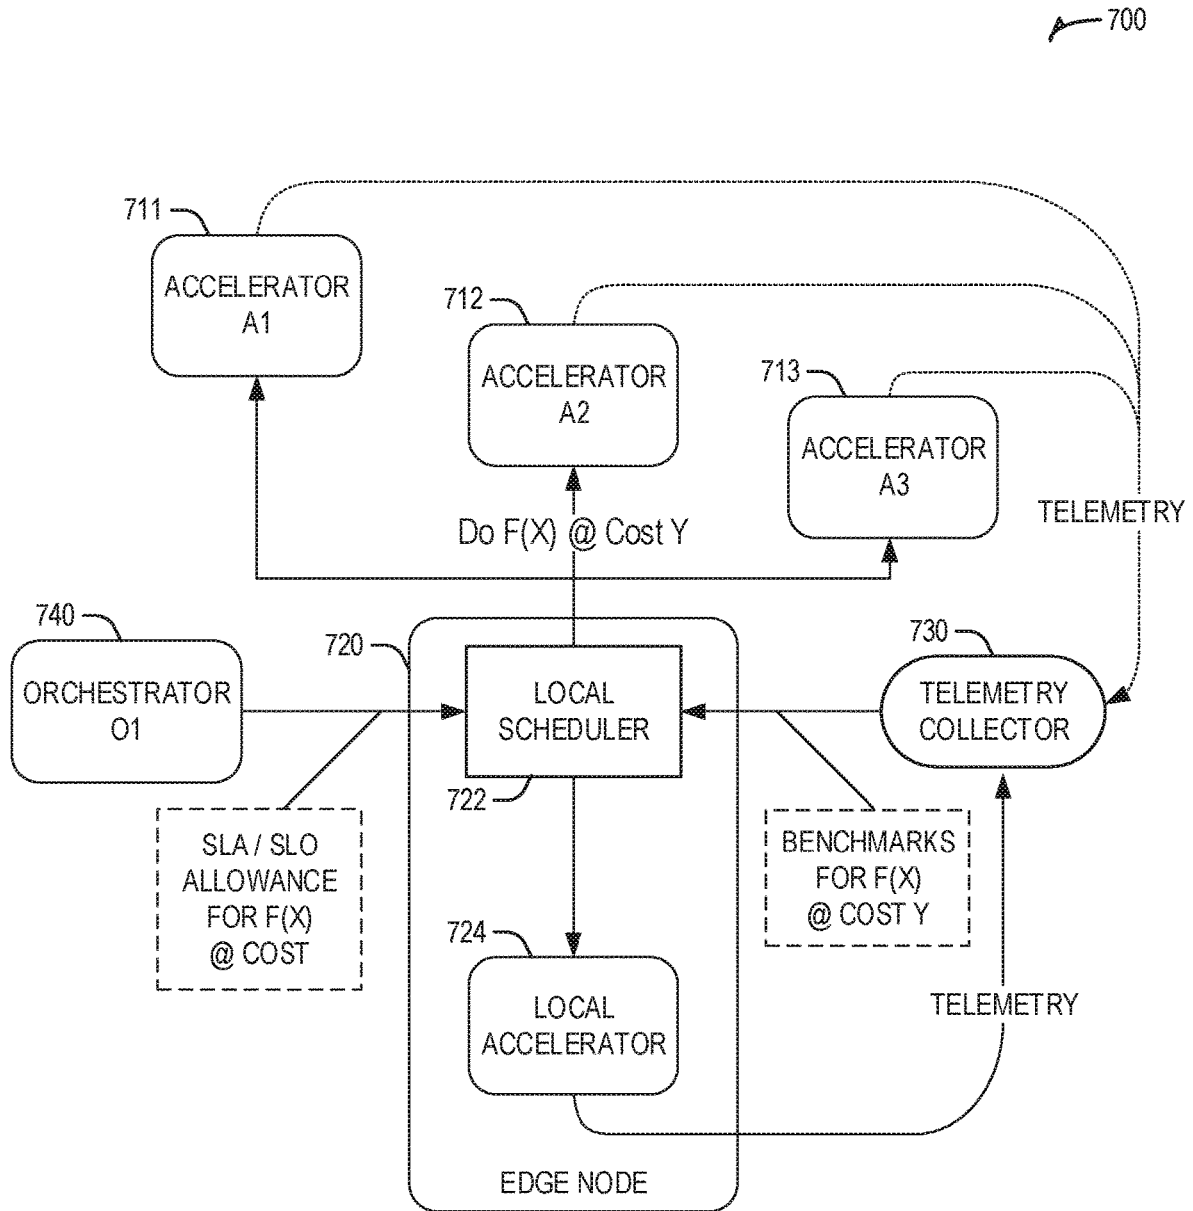 700
711
ACCELERATOR
A1
712
ACCELERATOR
A2
713
ACCELERATOR
A3
TELEMETRY
Do F(X) @ Cost Y
740
ORCHESTRATOR
O1
720
LOCAL
SCHEDULER
722
730
TELEMETRY
COLLECTOR
SLA / SLO
ALLOWANCE
FOR F(X)
@ COST
BENCHMARKS
FOR F(X)
@ COST Y
724
LOCAL
ACCELERATOR
TELEMETRY
EDGE NODE